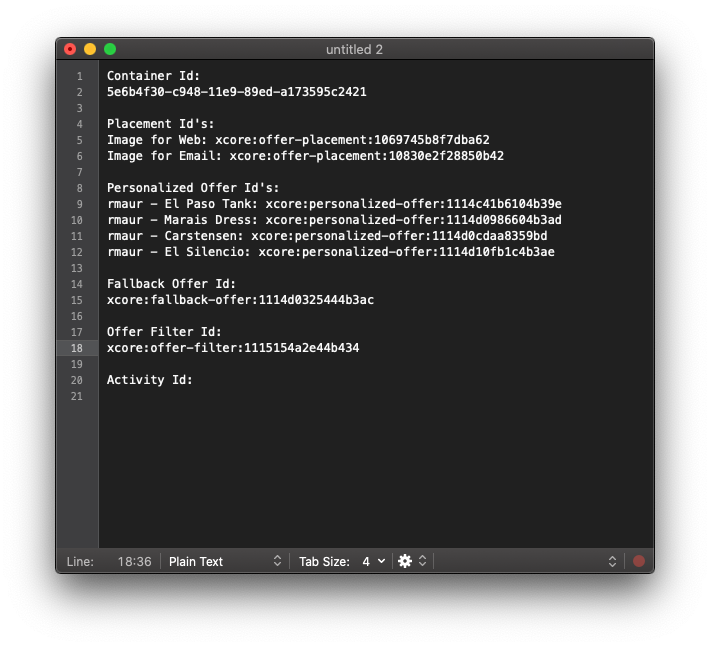 untitled 2
1 Container Id:
2 5e6b4f30-c948-11e9-89ed-a173595c2421
3
4 Placement Id's:
5 Image for Web: xcore:offer-placement:1069745b8f7dba62
6 Image for Email: xcore:offer-placement:10830e2f28850b42
7
8 Personalized Offer Id's:
9 rmaur - El Paso Tank: xcore:personalized-offer:1114c41b6104b39e
10 rmaur - Marais Dress: xcore:personalized-offer:1114d0986604b3ad
11 rmaur - Carstensen: xcore:personalized-offer:1114d0cdaa8359bd
12 rmaur - El Silencio: xcore:personalized-offer:1114d10fb1c4b3ae
13
14 Fallback Offer Id:
15 xcore:fallback-offer:1114d0325444b3ac
16
17 Offer Filter Id:
18 xcore:offer-filter:1115154a2e44b434
19
20 Activity Id:
21
Line: 18:36 Plain Text Tab Size: 4